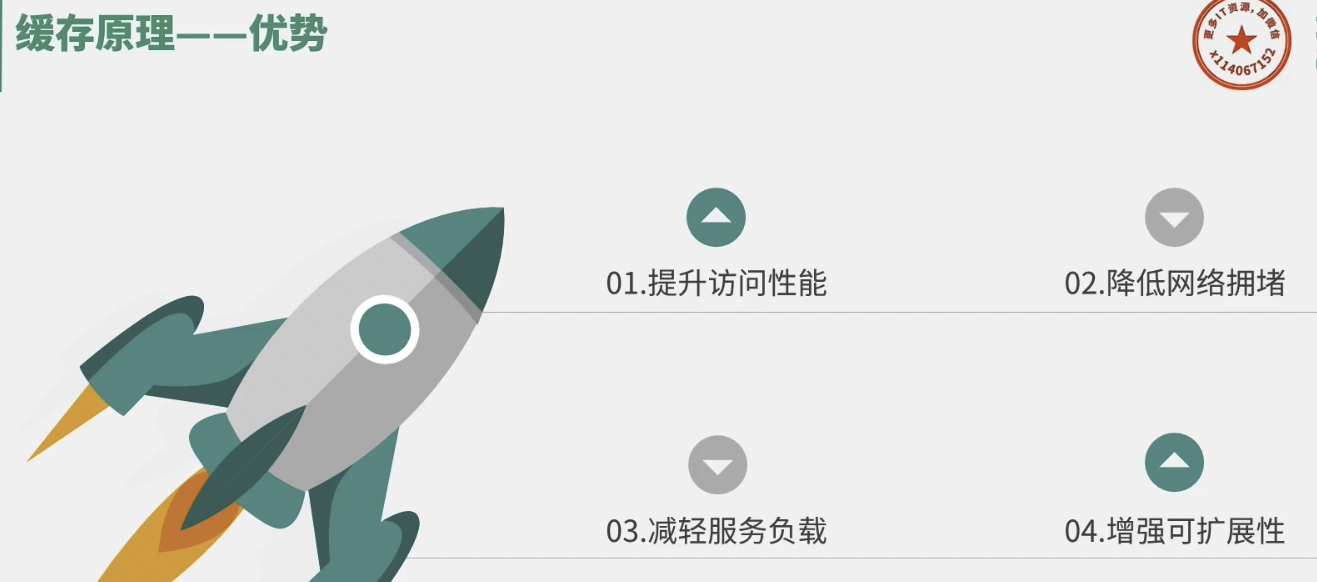 缓存原理——优势
更多IT资源，加微信
x114067152
01.提升访问性能
02.降低网络拥堵
03.减轻服务负载
04.增强可扩展性